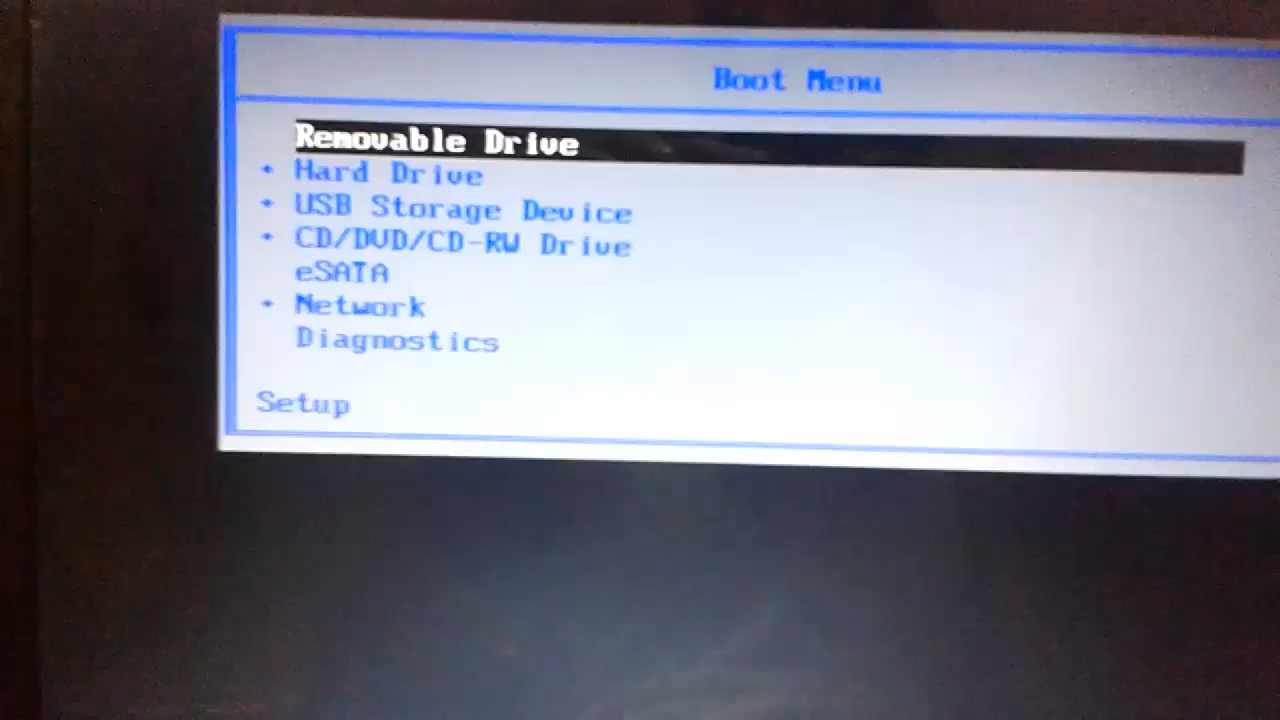 Boot Menu
Removable Drive
Hard Drive
USB Storage Device
CD/DVD/CD-RW Drive
eSATA
Network
Diagnostics
Setup